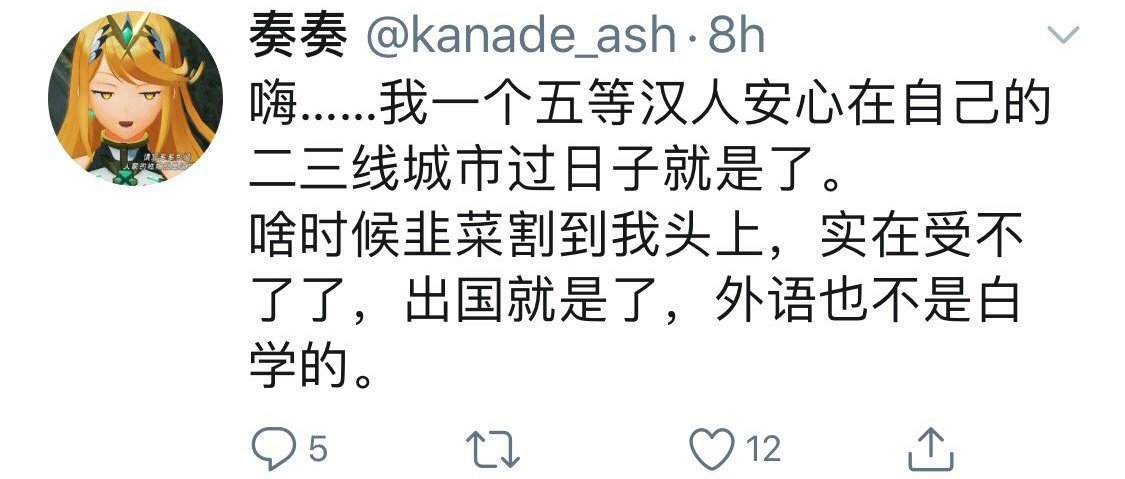 奏奏 @kanade_ash · 8h
嗨……我一个五等汉人安心在自己的
二三线城市过日子就是了。
啥时候韭菜割到我头上，实在受不
了了，出国就是了，外语也不是白
学的。
5 12